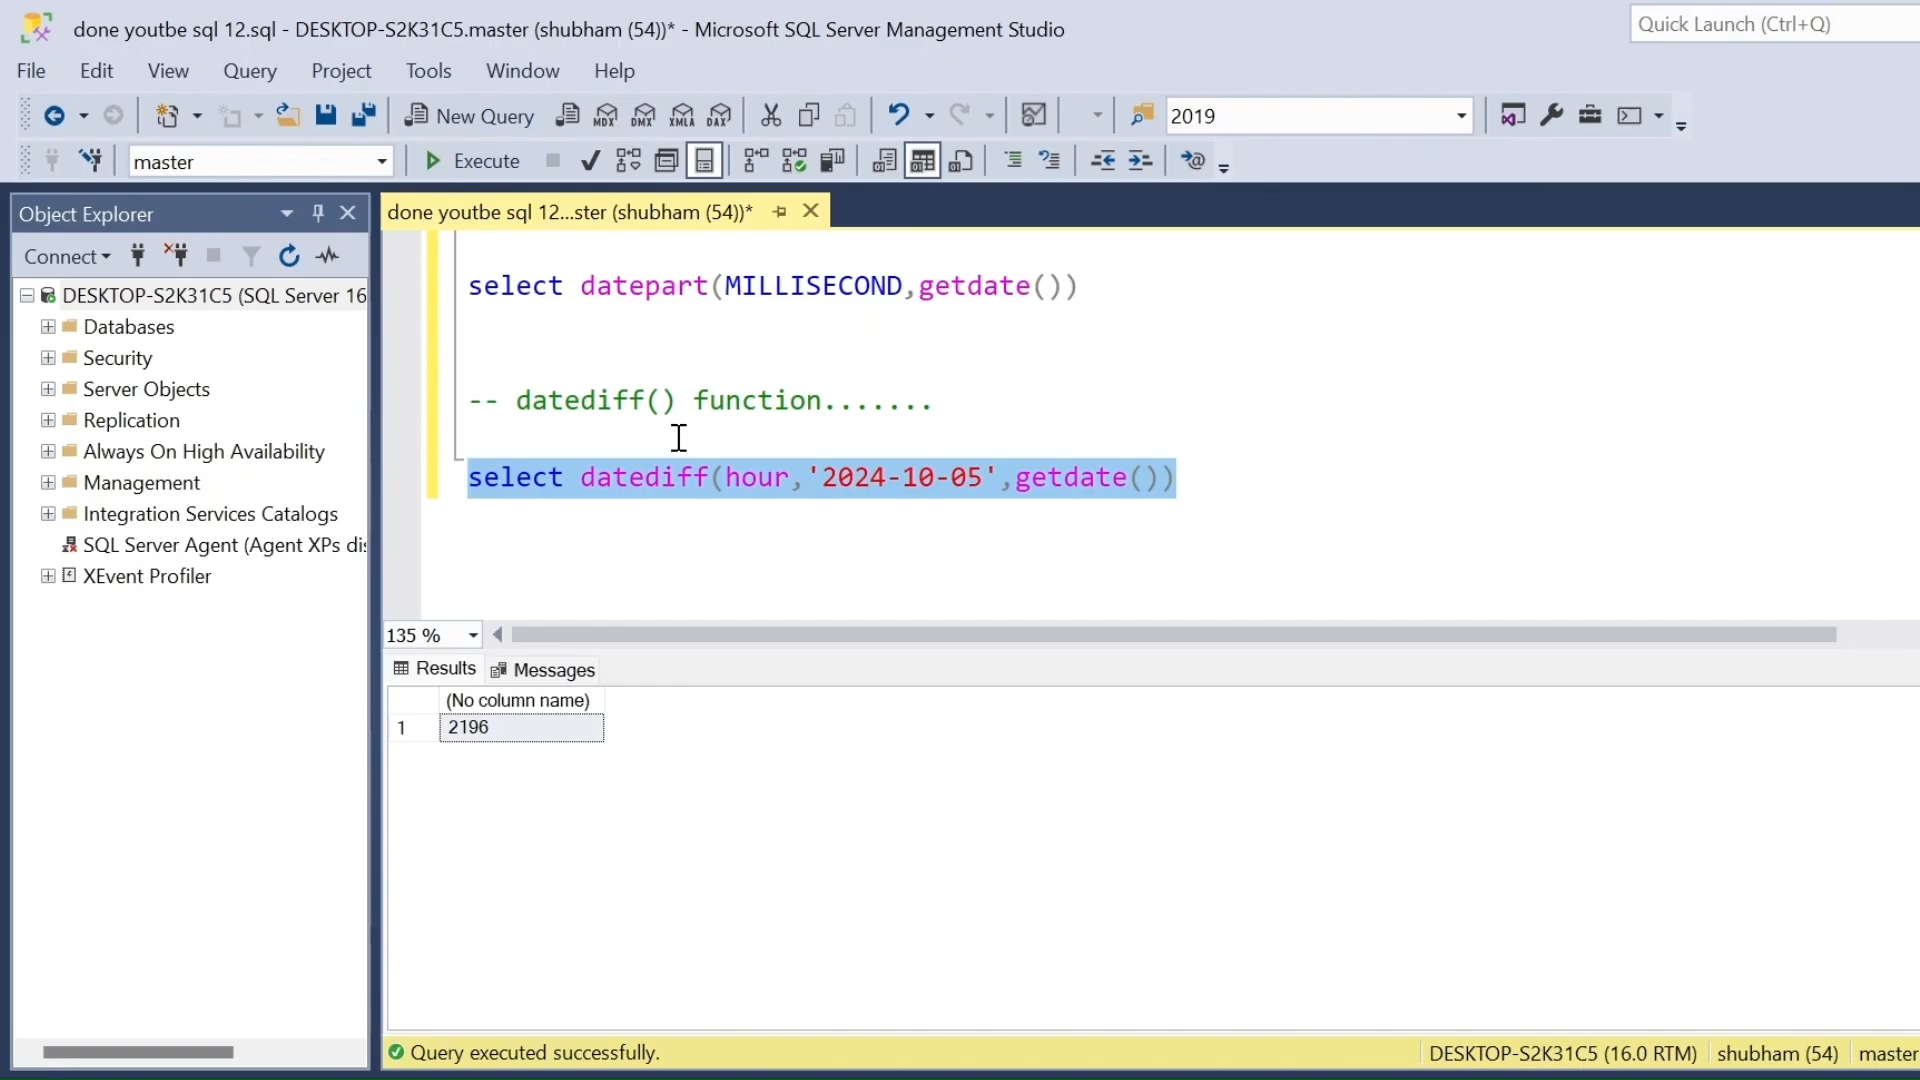 done youtbe sql 12.sql - DESKTOP-S2K31C5.master (shubham (54))* - Microsoft SQL Server Management Studio
Quick Launch (Ctrl+Q)
File Edit View Query Project Tools Window Help
New Query MDX DMX XMLA DAX 2019
master Execute
Object Explorer
done youtbe sql 12...ster (shubham (54))*
Connect
DESKTOP-S2K31C5 (SQL Server 16
Databases
Security
Server Objects
Replication
Always On High Availability
Management
Integration Services Catalogs
SQL Server Agent (Agent XPs dis
XEvent Profiler
select datepart(MILLISECOND,getdate())
-- datediff() function.......
select datediff(hour,'2024-10-05',getdate())
135 %
Results Messages
(No column name)
1 2196
Query executed successfully.
DESKTOP-S2K31C5 (16.0 RTM) shubham (54) master